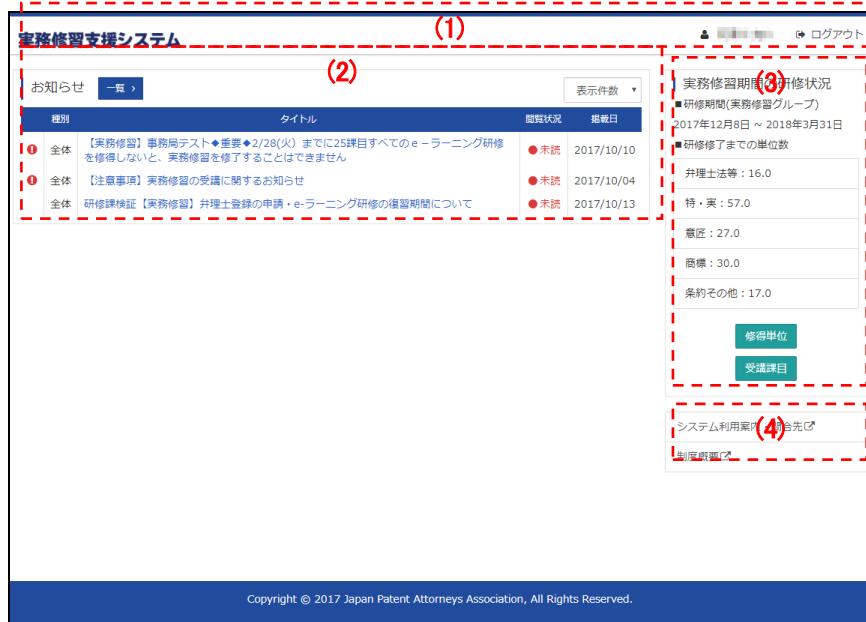 (1)
実務修習支援システム
ログアウト
(2)
お知らせ 一覧 ›
表示件数
種別 タイトル 閲覧状況 掲載日
全体 【実務修習】事務局テスト◆重要◆2/28(火）までに25課目すべてのｅ－ラーニング研修
を修得しないと、実務修習を修了することはできません
●未読 2017/10/10
全体 【注意事項】実務修習の受講に関するお知らせ ●未読 2017/10/04
全体 研修課検証【実務修習】弁理士登録の申請・e-ラーニング研修の復習期間について ●未読 2017/10/13
(3)
実務修習期間の研修状況
■研修期間(実務修習グループ)
2017年12月8日 ~ 2018年3月31日
■研修修了までの単位数
弁理士法等：16.0
特・実：57.0
意匠：27.0
商標：30.0
条約その他：17.0
修得単位
受講課目
(4)
システム利用案内・問合先
制度概要
Copyright © 2017 Japan Patent Attorneys Association, All Rights Reserved.